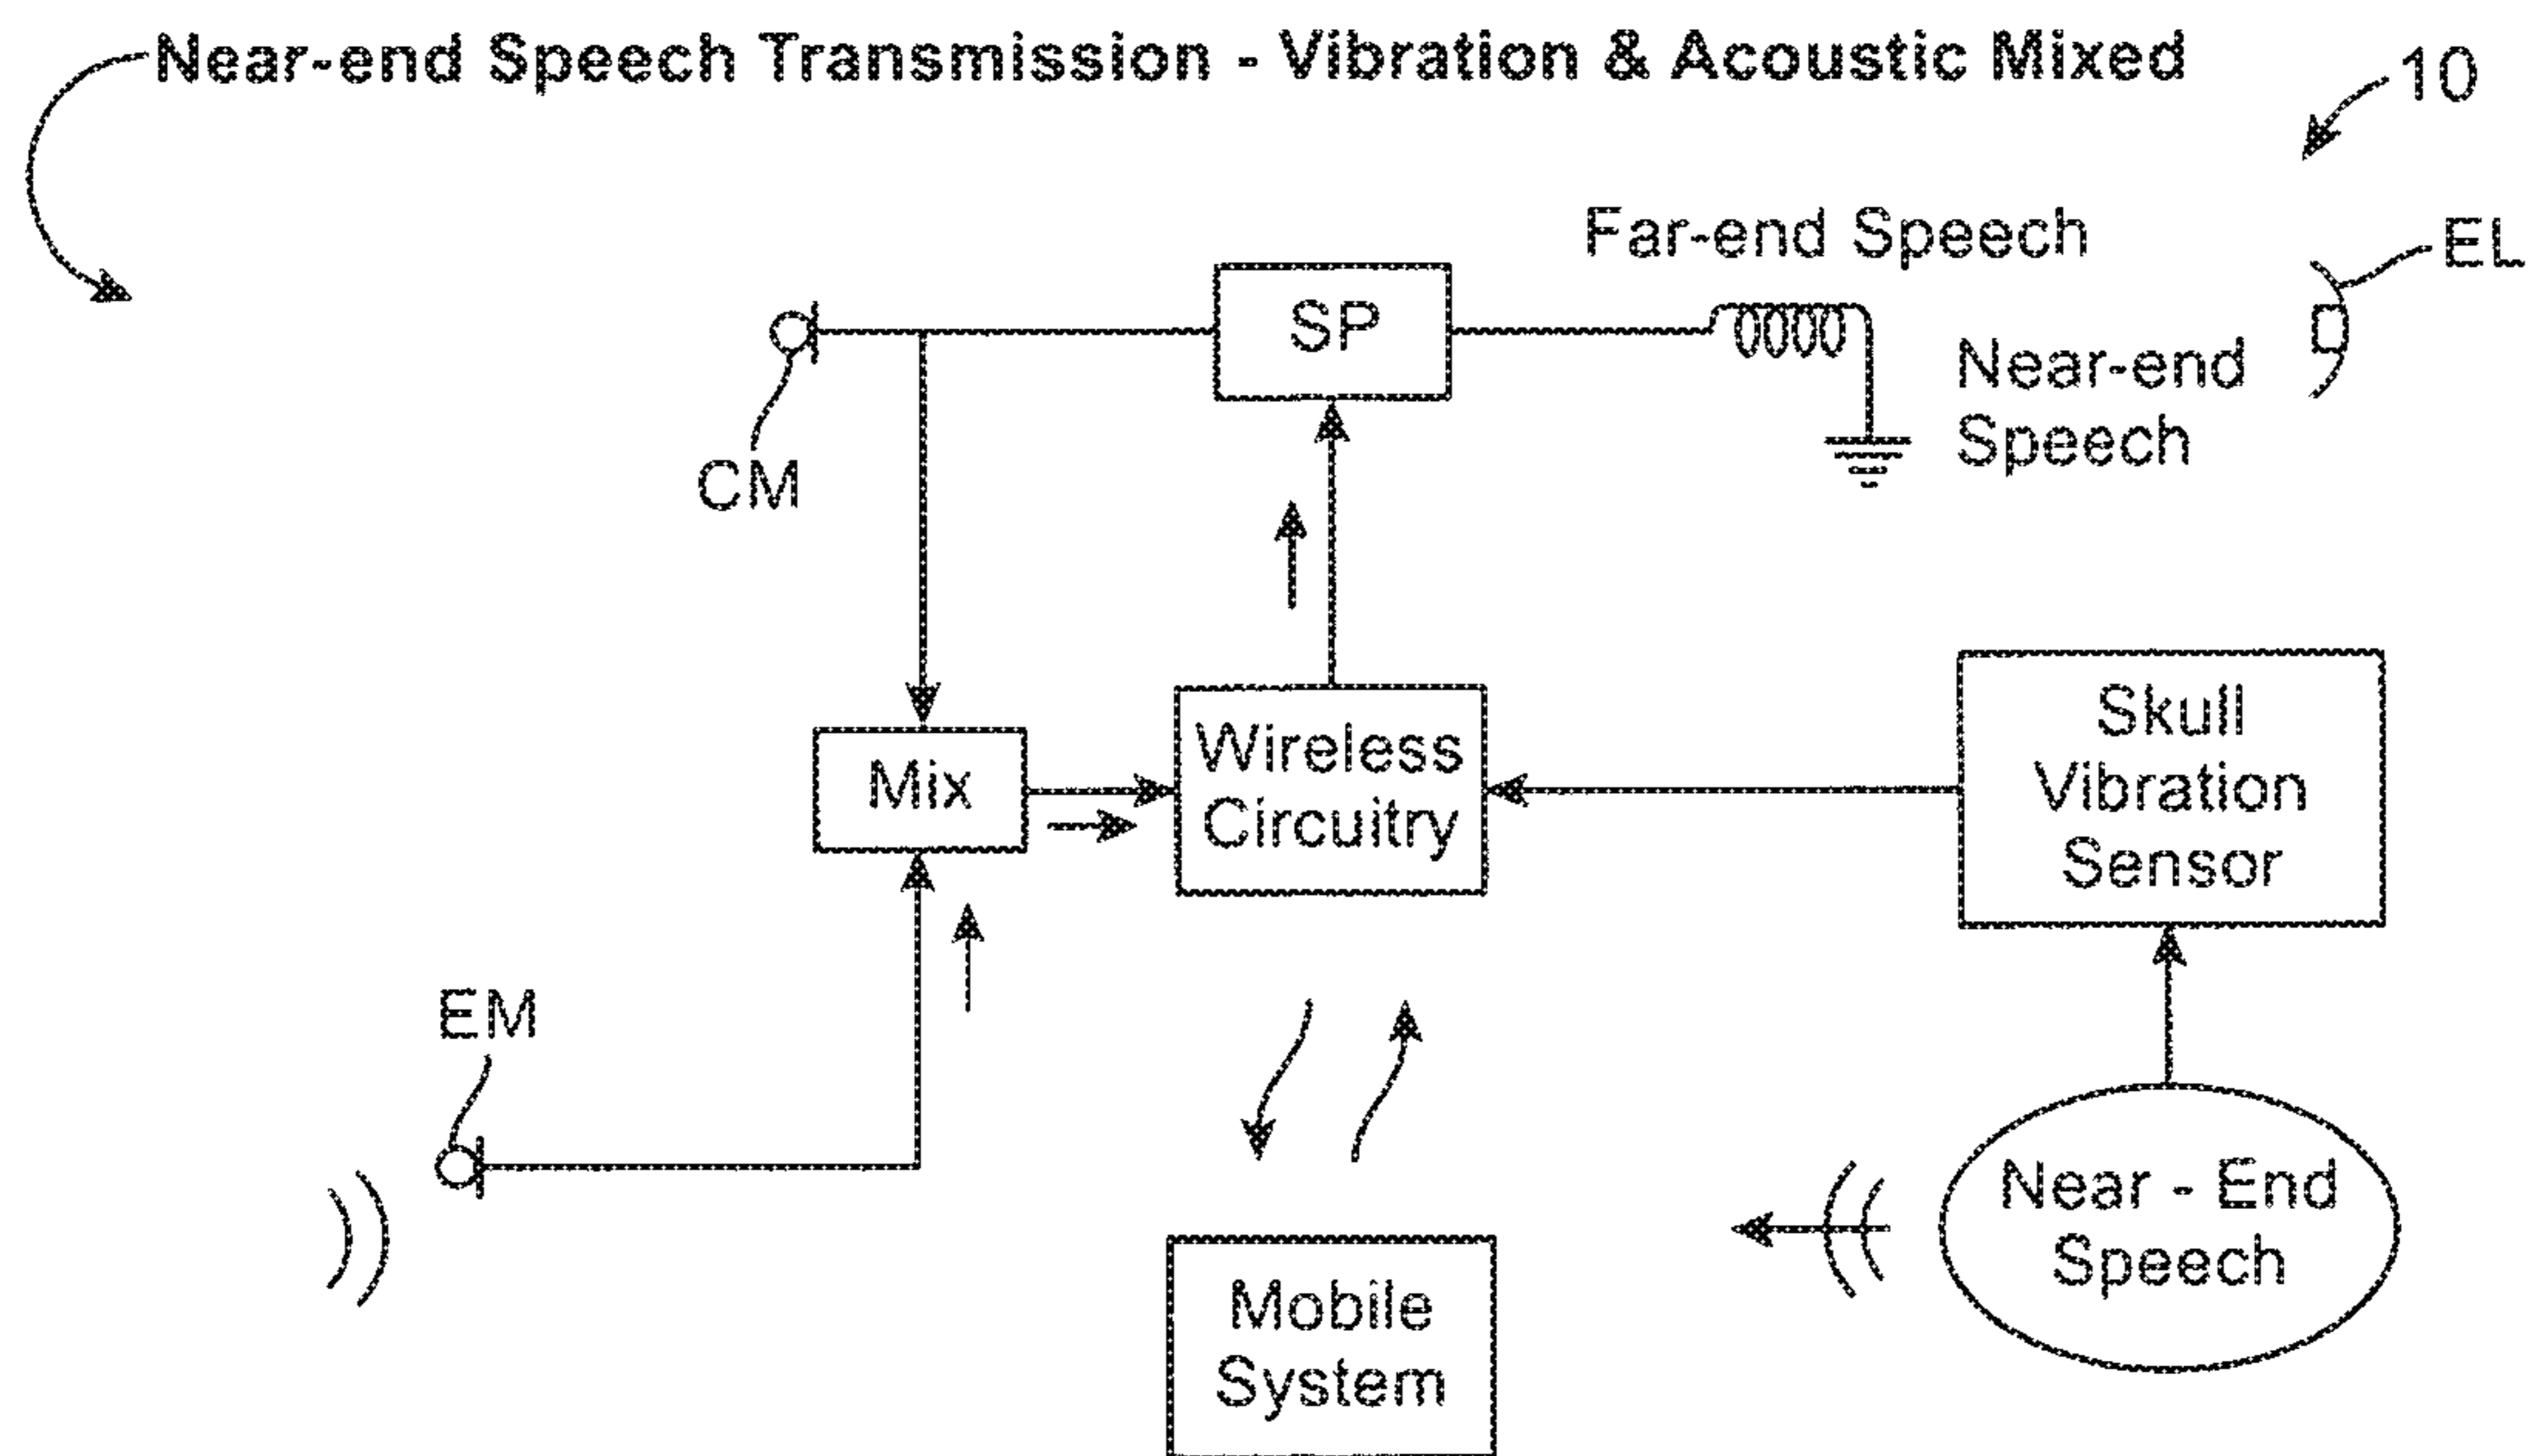 Near-end Speech Transmission - Vibration & Acoustic Mixed
10
Far-end Speech
EL
SP
Near-end
Speech
CM
Skull
Vibration
Sensor
Mix
Wireless
Circuitry
EM
Near - End
Speech
Mobile
System